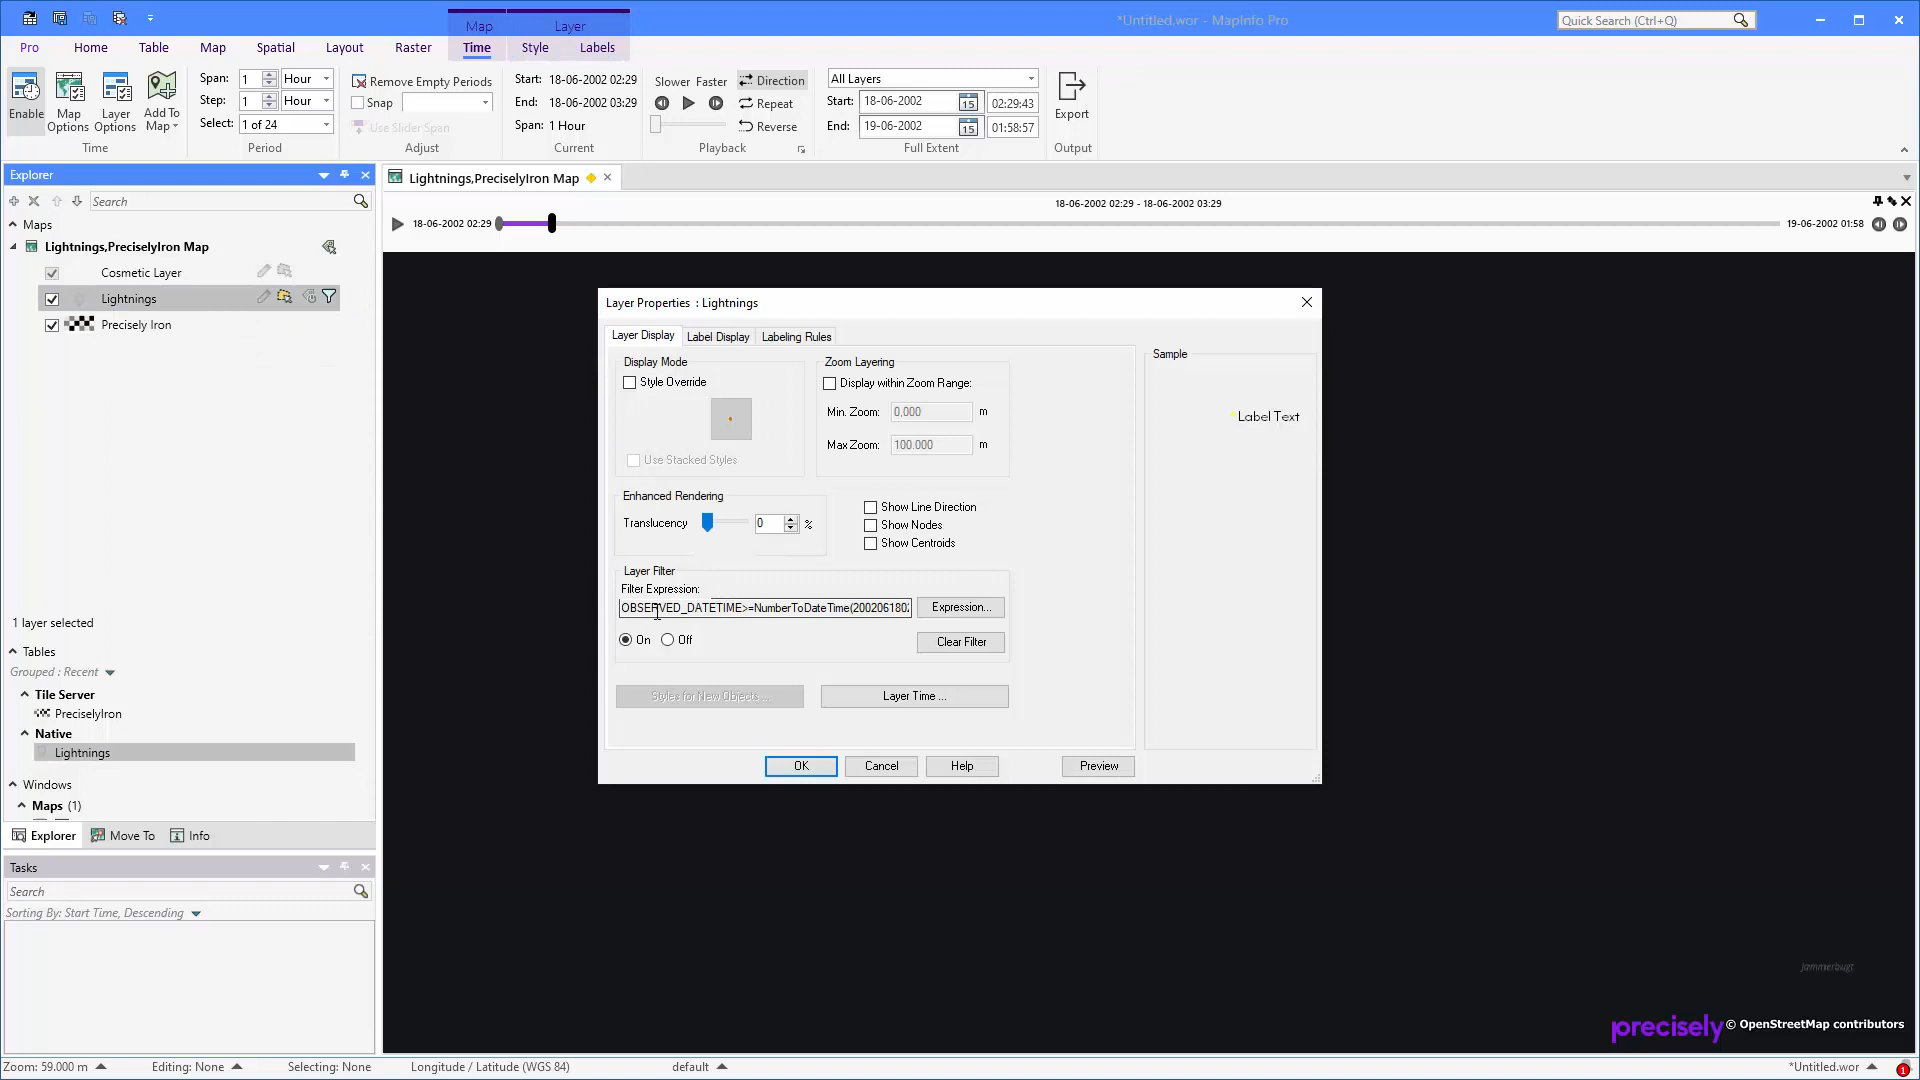 *Untitled.wor - MapInfo Pro
Quick Search (Ctrl+Q)
Map
Layer
Pro
Home
Table
Map
Spatial
Layout
Raster
Time
Style
Labels
Enable
Map
Options
Layer
Options
Add To
Map
Time
Span: 1 Hour
Step: 1 Hour
Select: 1 of 24
Period
Remove Empty Periods
Snap
Use Slider Span
Adjust
Start: 18-06-2002 02:29
End: 18-06-2002 03:29
Span: 1 Hour
Current
Slower Faster
Direction
Repeat
Reverse
Playback
All Layers
Start: 18-06-2002 15 02:29:43
End: 19-06-2002 15 01:58:57
Full Extent
Export
Output
Explorer
Search
Maps
Lightnings,PreciselyIron Map
Cosmetic Layer
Lightnings
Precisely Iron
1 layer selected
Tables
Grouped : Recent
Tile Server
PreciselyIron
Native
Lightnings
Windows
Maps (1)
Explorer
Move To
Info
Tasks
Search
Sorting By: Start Time, Descending
Lightnings,PreciselyIron Map
18-06-2002 02:29 - 18-06-2002 03:29
18-06-2002 02:29
19-06-2002 01:58
Layer Properties : Lightnings
Layer Display
Label Display
Labeling Rules
Display Mode
Style Override
Use Stacked Styles
Zoom Layering
Display within Zoom Range:
Min. Zoom: 0,000 m
Max Zoom: 100.000 m
Enhanced Rendering
Translucency 0 %
Show Line Direction
Show Nodes
Show Centroids
Layer Filter
Filter Expression:
OBSERVED_DATETIME>=NumberToDateTime(200206180
Expression...
On Off
Clear Filter
Styles for New Objects ...
Layer Time ...
Sample
Label Text
OK
Cancel
Help
Preview
Jammerbugt
precisely © OpenStreetMap contributors
Zoom: 59.000 m
Editing: None
Selecting: None
Longitude / Latitude (WGS 84)
default
*Untitled.wor
1